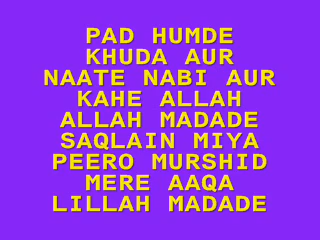 PAD HUMDE
KHUDA AUR
NAATE NABI AUR
KAHE ALLAH
ALLAH MADADE
SAQLAIN MIYA
PEERO MURSHID
MERE AAQA
LILLAH MADADE